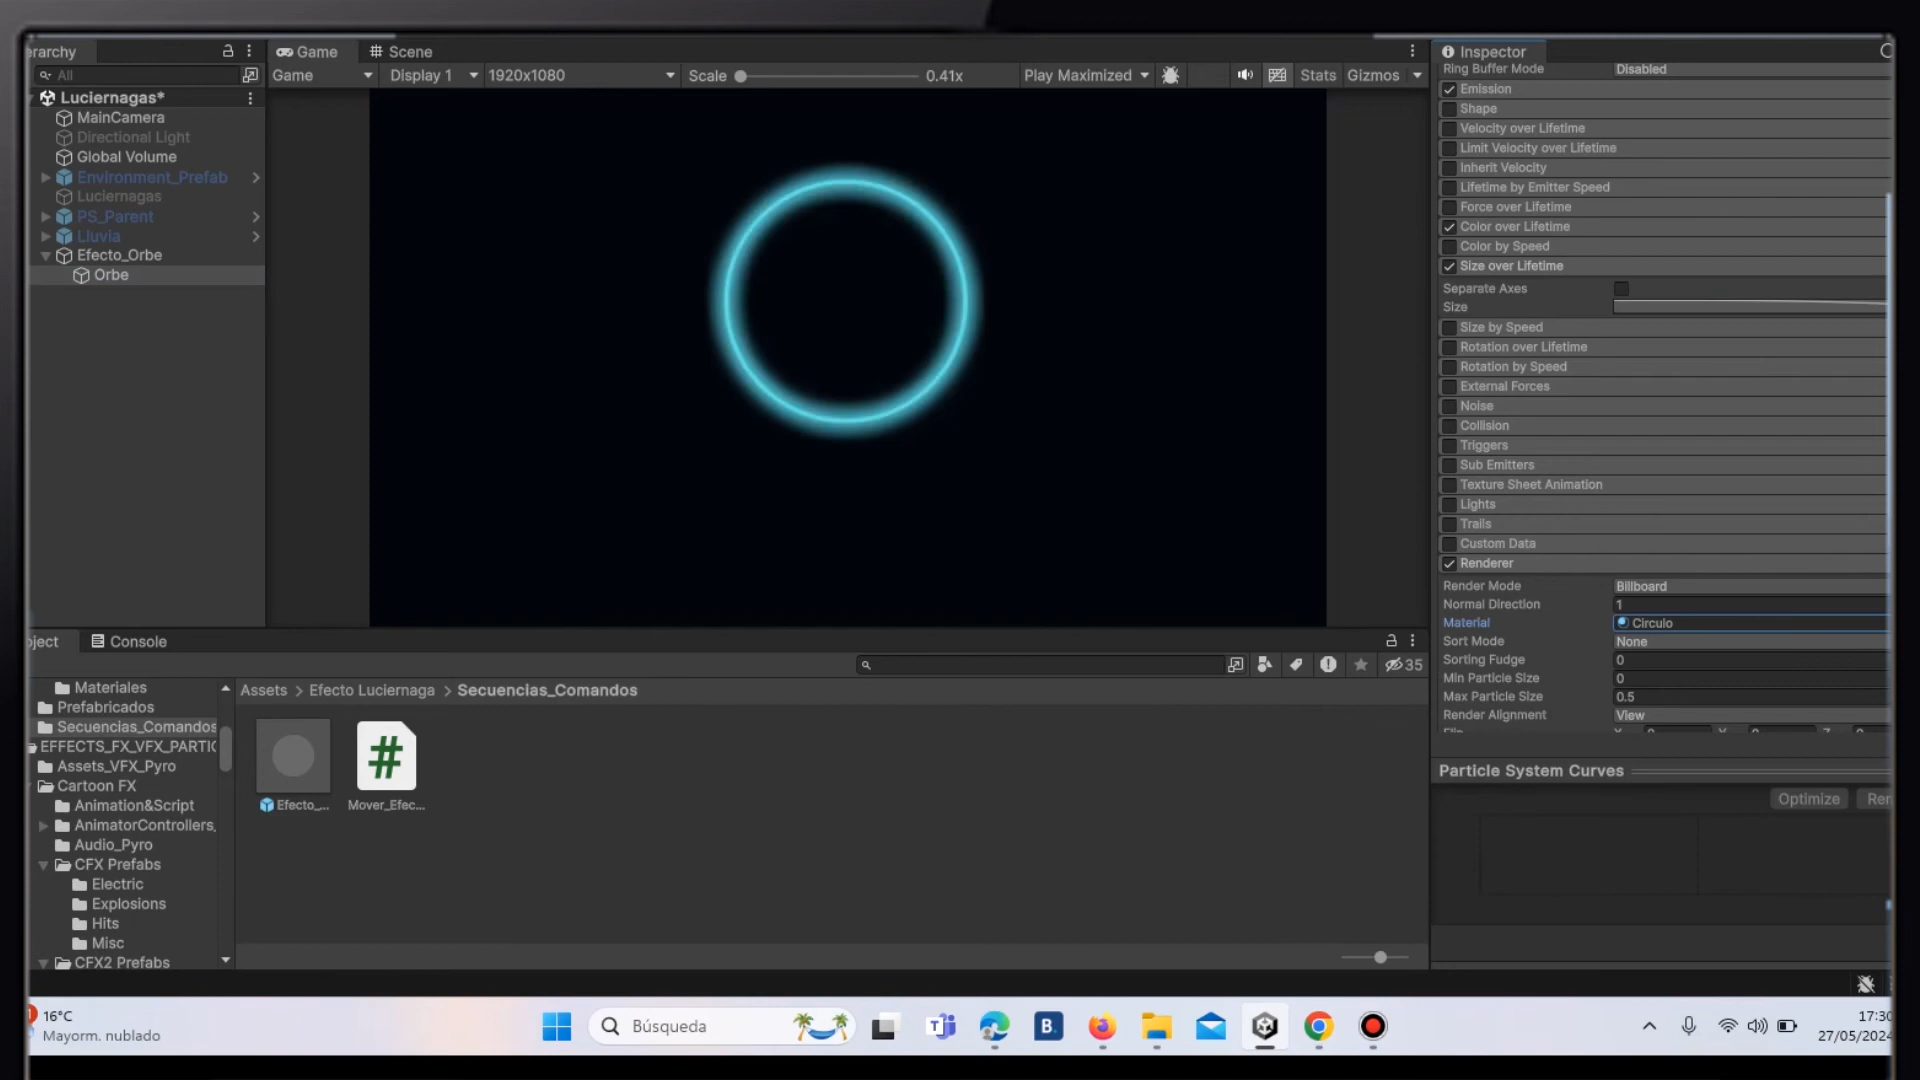 erarchy
Game
Scene
Inspector
All
Game
Display 1
1920x1080
Scale
0.41x
Play Maximized
Stats
Gizmos
Ring Buffer Mode
Disabled
Luciernagas*
MainCamera
Directional Light
Global Volume
Environment_Prefab
Luciernagas
PS_Parent
Lluvia
Efecto_Orbe
Orbe
Emission
Shape
Velocity over Lifetime
Limit Velocity over Lifetime
Inherit Velocity
Lifetime by Emitter Speed
Force over Lifetime
Color over Lifetime
Color by Speed
Size over Lifetime
Separate Axes
Size
Size by Speed
Rotation over Lifetime
Rotation by Speed
External Forces
Noise
Collision
Triggers
Sub Emitters
Texture Sheet Animation
Lights
Trails
Custom Data
Renderer
Render Mode
Billboard
Normal Direction
1
Material
Circulo
Sort Mode
None
Sorting Fudge
0
Min Particle Size
0
Max Particle Size
0.5
Render Alignment
View
Particle System Curves
Optimize
Ren
oject
Console
35
Materiales
Prefabricados
Secuencias_Comandos
EFFECTS_FX_VFX_PARTIC
Assets_VFX_Pyro
Cartoon FX
Animation&Script
AnimatorControllers_
Audio_Pyro
CFX Prefabs
Electric
Explosions
Hits
Misc
CFX2 Prefabs
Assets > Efecto Luciernaga > Secuencias_Comandos
Efecto_...
#
Mover_Efec...
16°C
Mayorm. nublado
Búsqueda
B.
17:30
27/05/2024